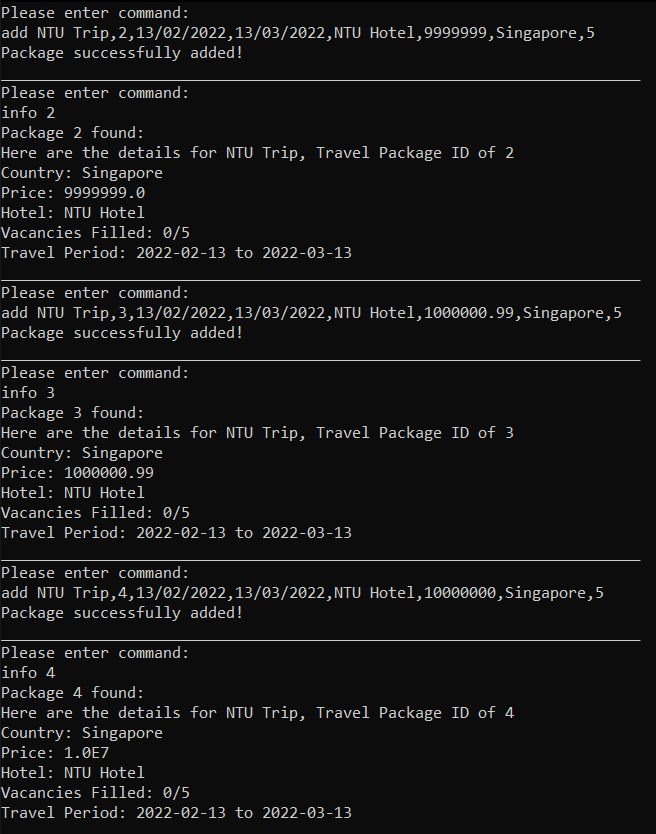 Please enter command:
add NTU Trip,2,13/02/2022,13/03/2022,NTU Hotel,9999999,Singapore,5
Package successfully added!
Please enter command:
info 2
Package 2 found:
Here are the details for NTU Trip, Travel Package ID of 2
Country: Singapore
Price: 9999999.0
Hotel: NTU Hotel
Vacancies Filled: 0/5
Travel Period: 2022-02-13 to 2022-03-13
Please enter command:
add NTU Trip,3,13/02/2022,13/03/2022,NTU Hotel,1000000.99,Singapore,5
Package successfully added!
Please enter command:
info 3
Package 3 found:
Here are the details for NTU Trip, Travel Package ID of 3
Country: Singapore
Price: 1000000.99
Hotel: NTU Hotel
Vacancies Filled: 0/5
Travel Period: 2022-02-13 to 2022-03-13
Please enter command:
add NTU Trip,4,13/02/2022,13/03/2022,NTU Hotel,10000000,Singapore,5
Package successfully added!
Please enter command:
info 4
Package 4 found:
Here are the details for NTU Trip, Travel Package ID of 4
Country: Singapore
Price: 1.0E7
Hotel: NTU Hotel
Vacancies Filled: 0/5
Travel Period: 2022-02-13 to 2022-03-13